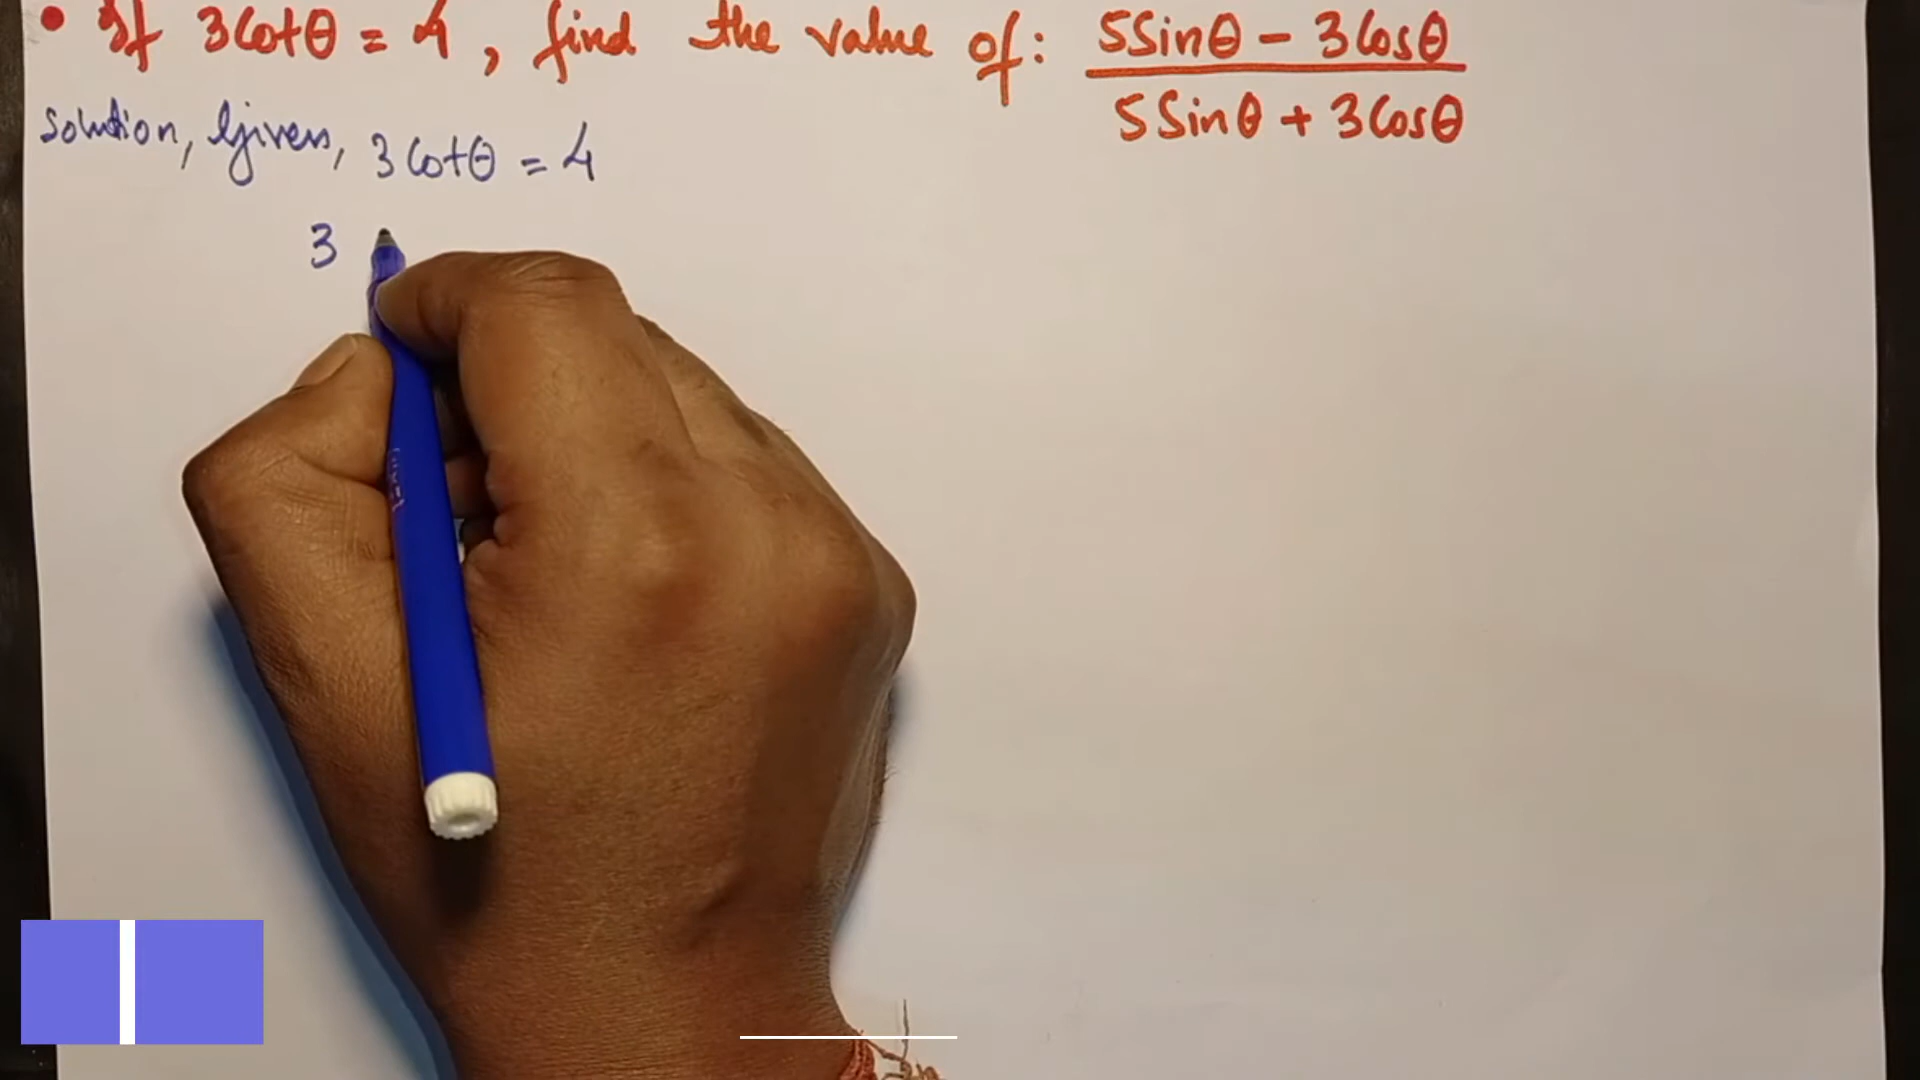 • If 3Cotθ = 4, find the value of: (5Sinθ - 3Cosθ) / (5Sinθ + 3Cosθ)
Solution, Given, 3Cotθ = 4
3